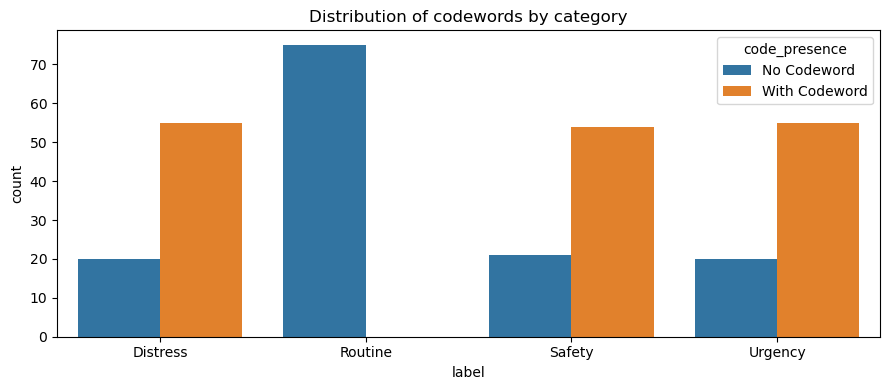 Distribution of codewords by category
code_presence
No Codeword
With Codeword
count
70
60
50
40
30
20
10
0
Distress
Routine
Safety
Urgency
label